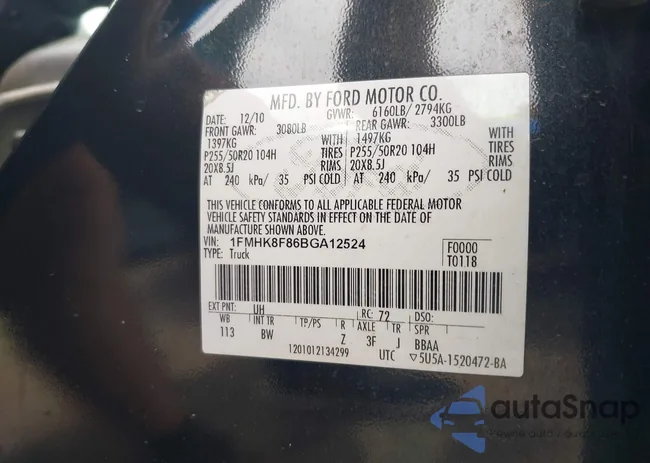 MFD. BY FORD MOTOR CO.
DATE: 12/10 GVWR: 6160LB/ 2794KG
FRONT GAWR: 3080LB REAR GAWR: 3300LB
1397KG WITH 1497KG WITH
P255/50R20 104H TIRES P255/50R20 104H TIRES
20X8.5J RIMS 20X8.5J RIMS
AT 240 kPa/ 35 PSI COLD AT 240 kPa/ 35 PSI COLD
THIS VEHICLE CONFORMS TO ALL APPLICABLE FEDERAL MOTOR
VEHICLE SAFETY STANDARDS IN EFFECT ON THE DATE OF
MANUFACTURE SHOWN ABOVE.
VIN: 1FMHK8F86BGA12524 F0000
TYPE: Truck T0118
EXT PNT: UH RC: 72 DSO:
WB INT TR TP/PS R AXLE TR SPR
113 BW Z 3F J BBAA
1201012134299 UTC ▽5U5A-1520472-BA
autaSnap